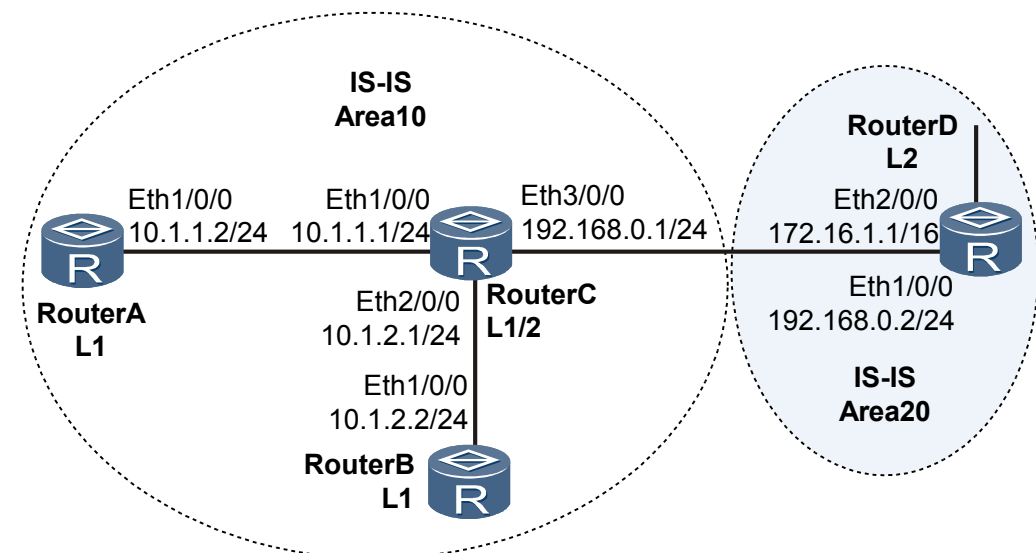 IS-IS
Area10
RouterD
L2
Eth1/0/0
10.1.1.2/24
Eth1/0/0
10.1.1.1/24
Eth3/0/0
192.168.0.1/24
Eth2/0/0
172.16.1.1/16
R
R
R
RouterA
L1
Eth2/0/0
10.1.2.1/24
RouterC
L1/2
Eth1/0/0
192.168.0.2/24
Eth1/0/0
10.1.2.2/24
IS-IS
Area20
RouterB
L1
R